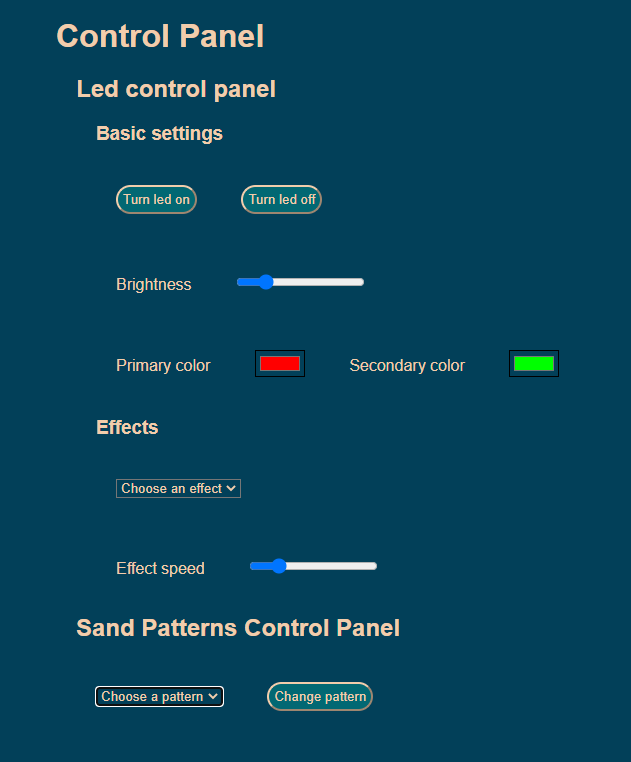 Control Panel
Led control panel
Basic settings
Turn led on Turn led off
Brightness
Primary color Secondary color
Effects
Choose an effect
Effect speed
Sand Patterns Control Panel
Choose a pattern Change pattern